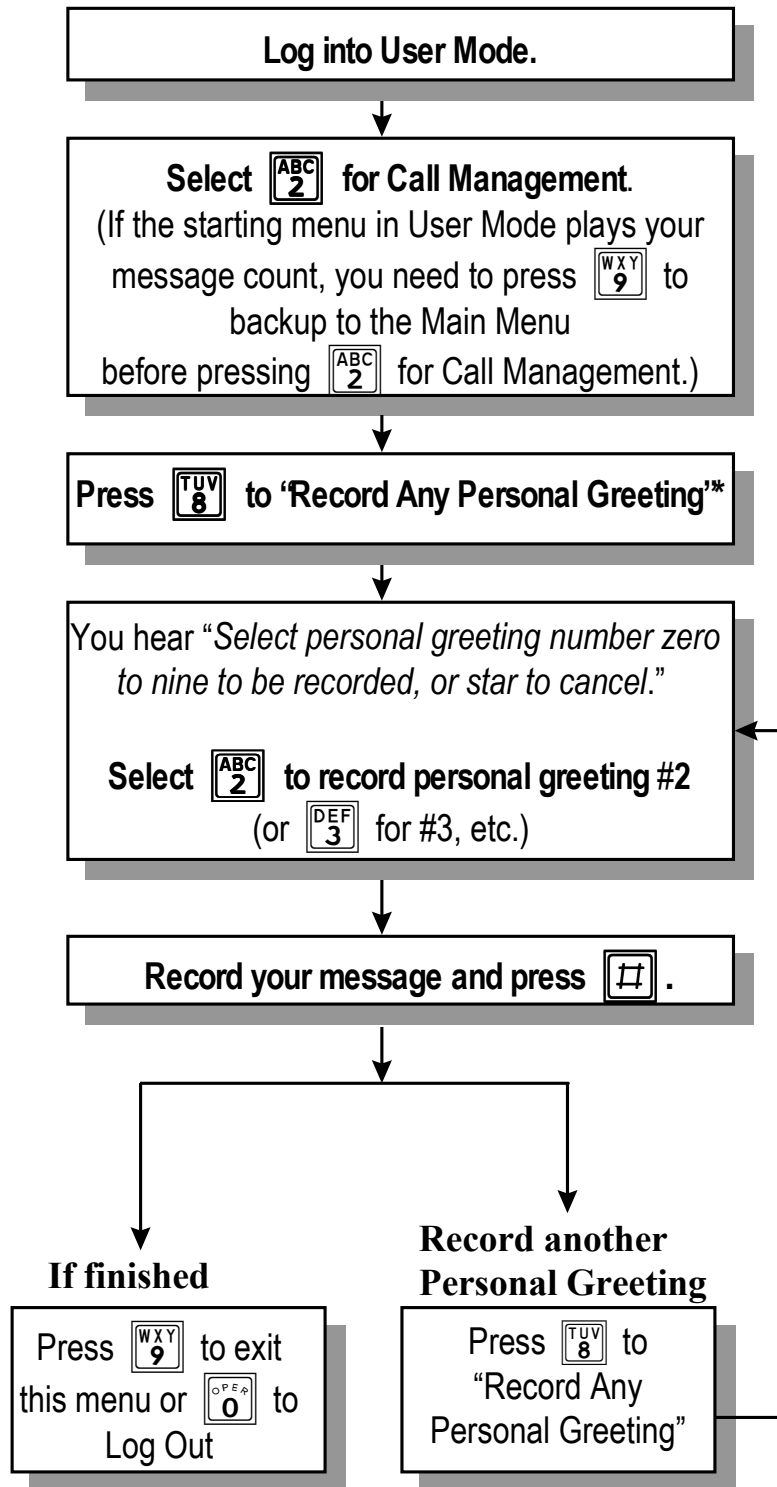 Log into User Mode.
Select ABC 2 for Call Management.
(If the starting menu in User Mode plays your
message count, you need to press WXY 9 to
backup to the Main Menu
before pressing ABC 2 for Call Management.)
Press TUV 8 to “Record Any Personal Greeting”*
You hear “Select personal greeting number zero
to nine to be recorded, or star to cancel.”
Select ABC 2 to record personal greeting #2
(or DEF 3 for #3, etc.)
Record your message and press # .
If finished
Press WXY 9 to exit
this menu or OPER 0 to
Log Out
Record another
Personal Greeting
Press TUV 8 to
“Record Any
Personal Greeting”